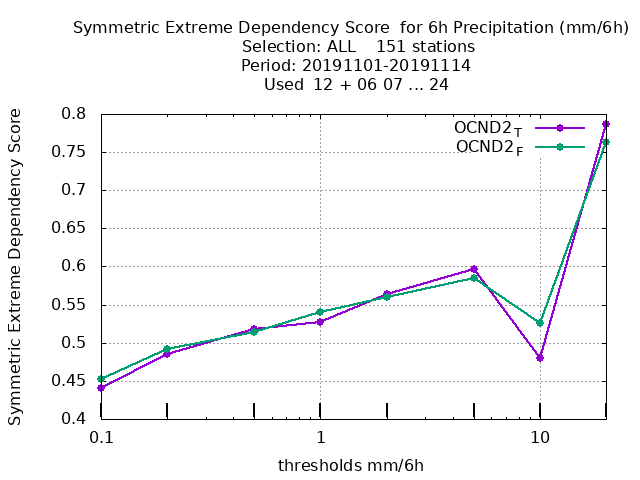 Symmetric Extreme Dependency Score  for 6h Precipitation (mm/6h)
Selection: ALL    151 stations
Period: 20191101-20191114
Used  12 + 06 07 ... 24
Symmetric Extreme Dependency Score
0.8
0.75
0.7
0.65
0.6
0.55
0.5
0.45
0.4
OCND2 T
OCND2 F
0.1 1 10
thresholds mm/6h